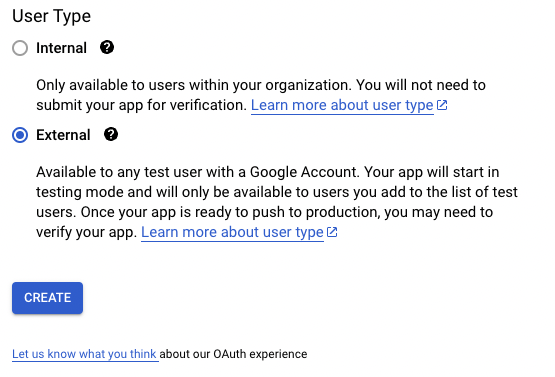 User Type
Internal ?
Only available to users within your organization. You will not need to
submit your app for verification. Learn more about user type
External ?
Available to any test user with a Google Account. Your app will start in
testing mode and will only be available to users you add to the list of test
users. Once your app is ready to push to production, you may need to
verify your app. Learn more about user type
CREATE
Let us know what you think about our OAuth experience